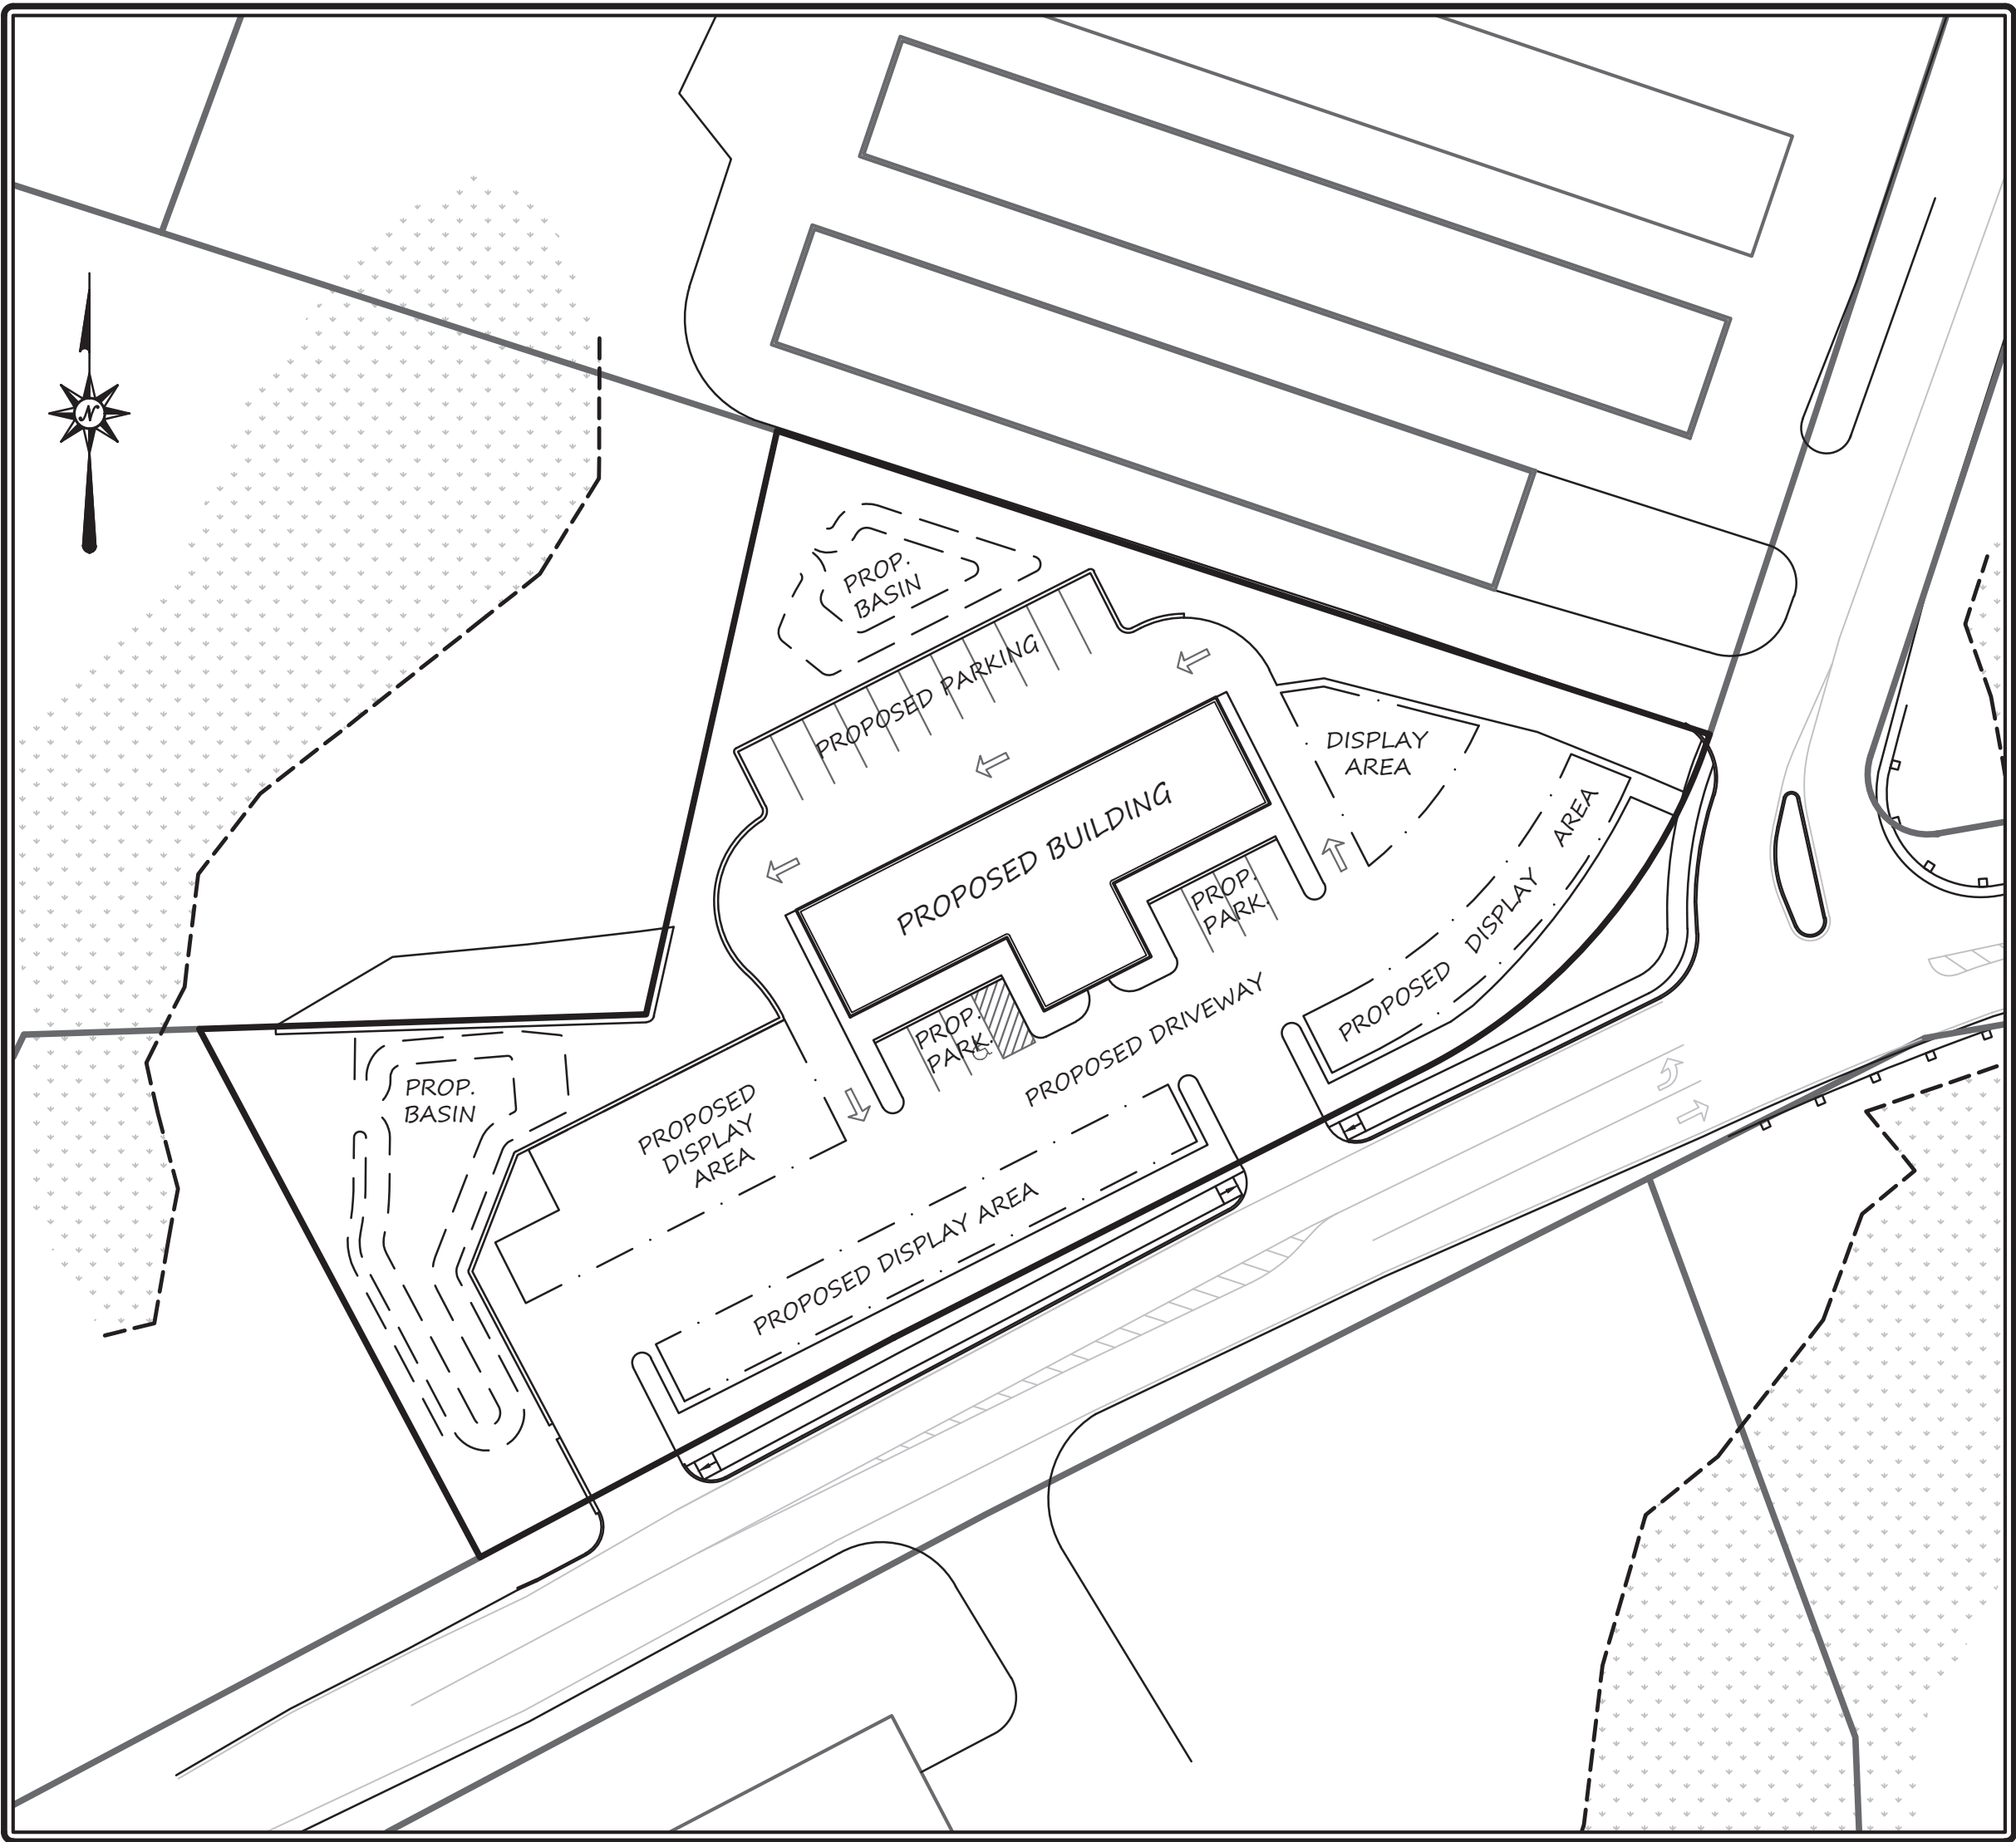 N
PROP.
BASIN
PROPOSED PARKING
DISPLAY
AREA
PROPOSED BUILDING
PROP.
PARK.
PROPOSED DISPLAY AREA
PROP.
PARK.
PROPOSED DRIVEWAY
PROP.
BASIN
PROPOSED
DISPLAY
AREA
PROPOSED DISPLAY AREA